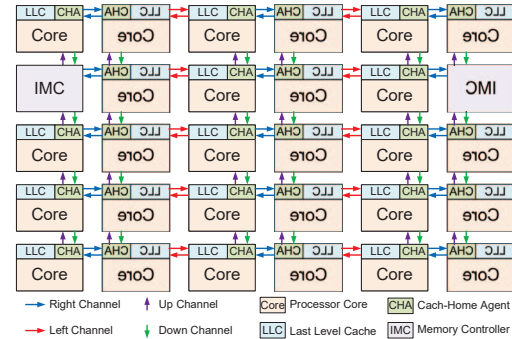 LLC CHA CHA LLC LLC CHA CHA LLC LLC CHA CHA LLC
Core Core Core Core Core Core
CHA LLC LLC CHA CHA LLC LLC CHA
IMC Core Core Core Core IMC
LLC CHA CHA LLC LLC CHA CHA LLC LLC CHA CHA LLC
Core Core Core Core Core Core
LLC CHA CHA LLC LLC CHA CHA LLC LLC CHA CHA LLC
Core Core Core Core Core Core
LLC CHA CHA LLC LLC CHA CHA LLC LLC CHA CHA LLC
Core Core Core Core Core Core
Right Channel Up Channel Core Processor Core CHA Cach-Home Agent
Left Channel Down Channel LLC Last Level Cache IMC Memory Controller